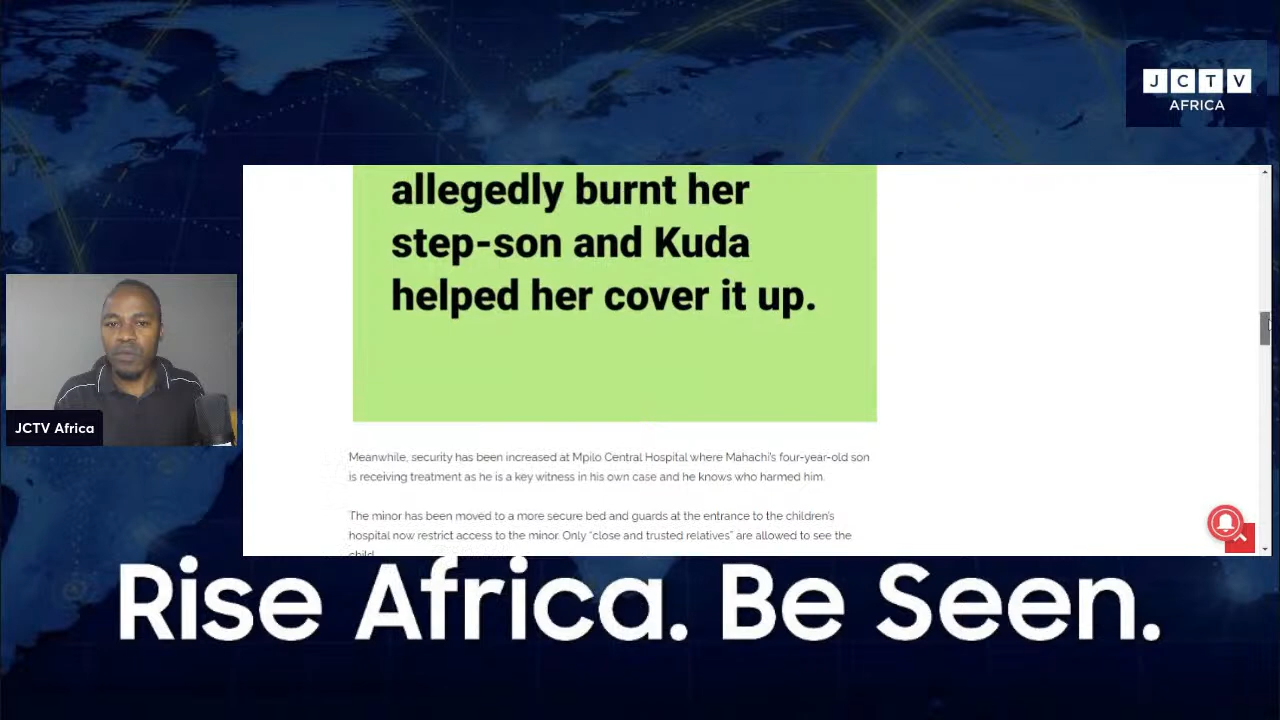 JCTV
AFRICA
allegedly burnt her
step-son and Kuda
helped her cover it up.
JCTV Africa
Meanwhile, security has been increased at Mpilo Central Hospital where Mahachi's four-year-old son
is receiving treatment as he is a key witness in his own case and he knows who harmed him.
The minor has been moved to a more secure bed and guards at the entrance to the children's
hospital now restrict access to the minor. Only “close and trusted relatives” are allowed to see the
child
Rise Africa. Be Seen.